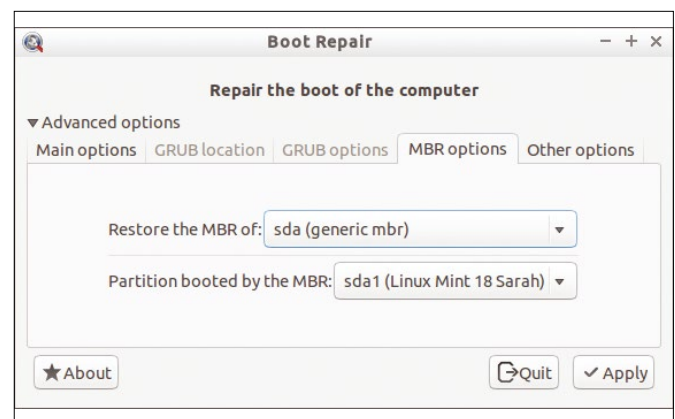 Boot Repair
Repair the boot of the computer
Advanced options
Main options GRUB location GRUB options MBR options Other options
Restore the MBR of: sda (generic mbr)
Partition booted by the MBR: sda1 (Linux Mint 18 Sarah)
About Quit Apply